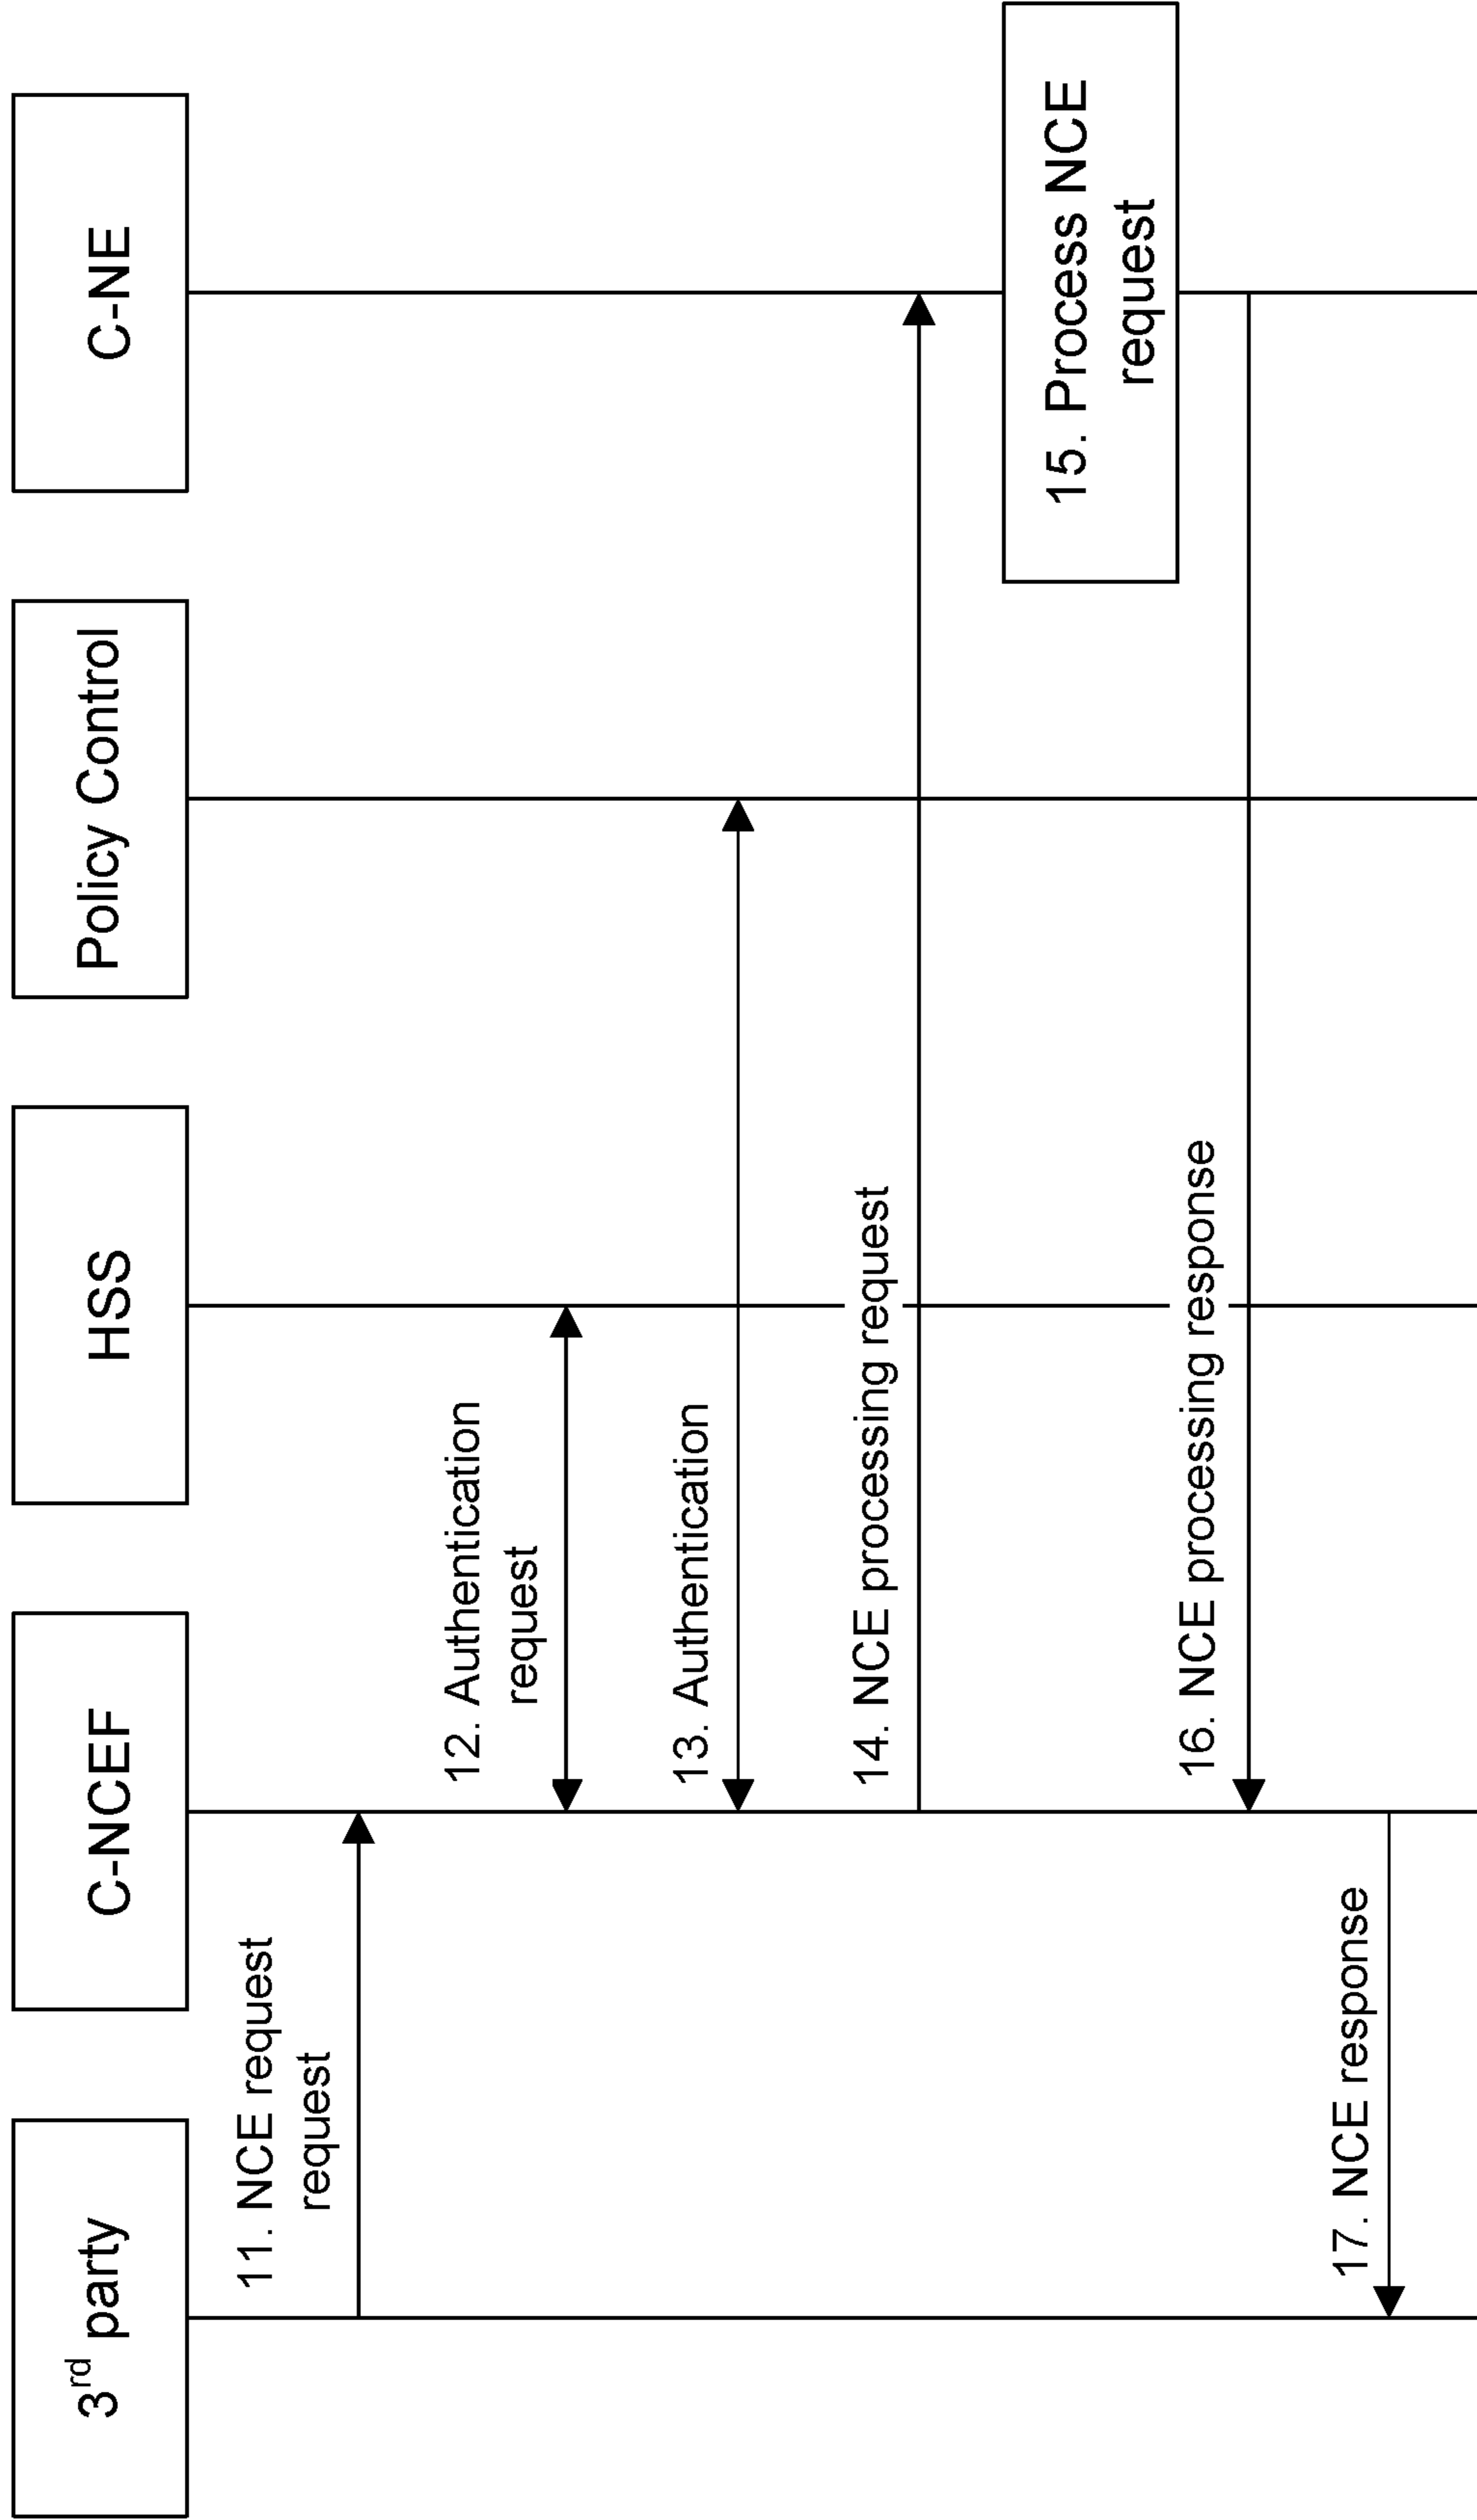 3rd party
C-NCEF
HSS
Policy Control
C-NE
11. NCE request
request
12. Authentication
request
13. Authentication
14. NCE processing request
15. Process NCE
request
16. NCE processing response
17. NCE response